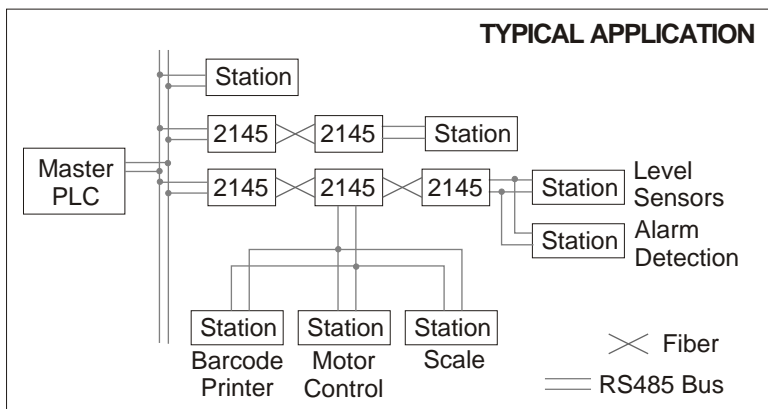 TYPICAL APPLICATION
Station
2145 2145 Station
Master
PLC
2145 2145 2145 Station
Level
Sensors
Station
Alarm
Detection
Station Station Station
Barcode
Printer
Motor
Control
Scale
Fiber
RS485 Bus